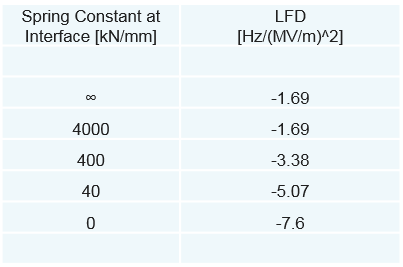 Spring Constant at LFD
Interface [kN/mm] [Hz/(MV/m)^2]
∞ -1.69
4000 -1.69
400 -3.38
40 -5.07
0 -7.6